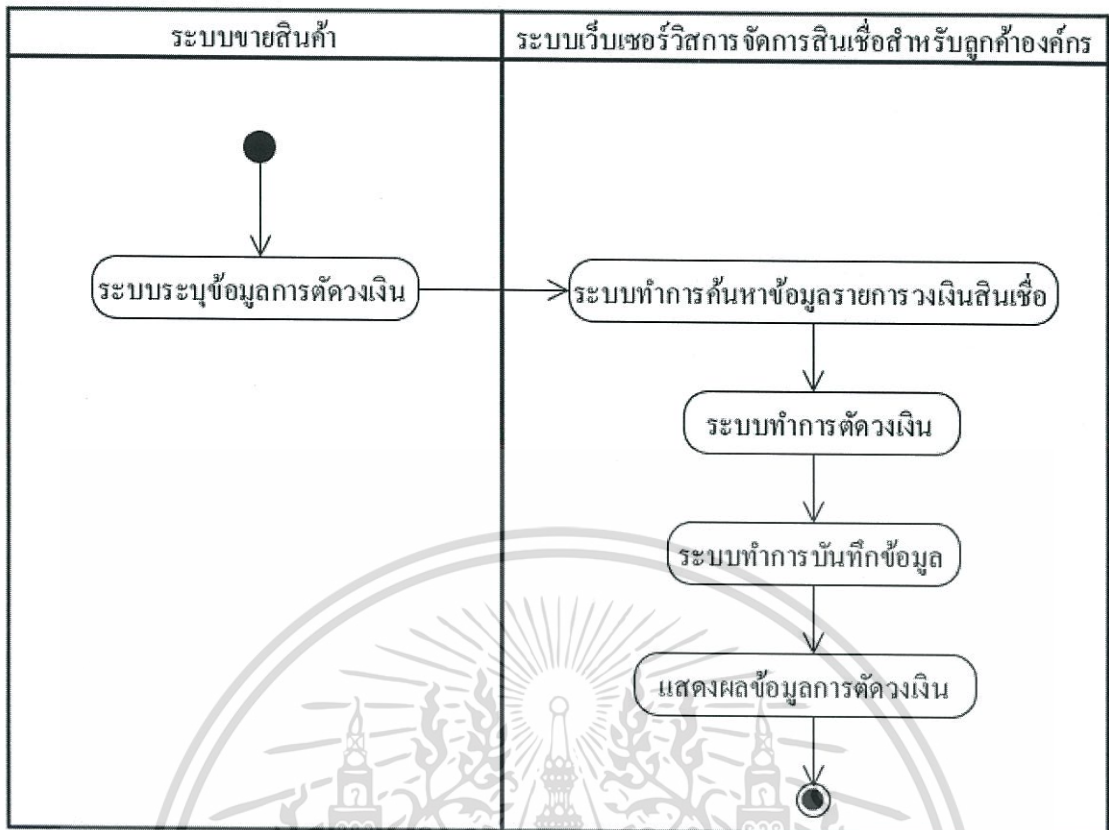 ระบบขายสินค้า
ระบบเว็บเซอร์วิสการจัดการสินเชื่อสำหรับลูกค้าองค์กร
ระบบระบุข้อมูลการตัดวงเงิน
ระบบทำการค้นหาข้อมูลรายการวงเงินสินเชื่อ
ระบบทำการตัดวงเงิน
ระบบทำการบันทึกข้อมูล
แสดงผลข้อมูลการตัดวงเงิน